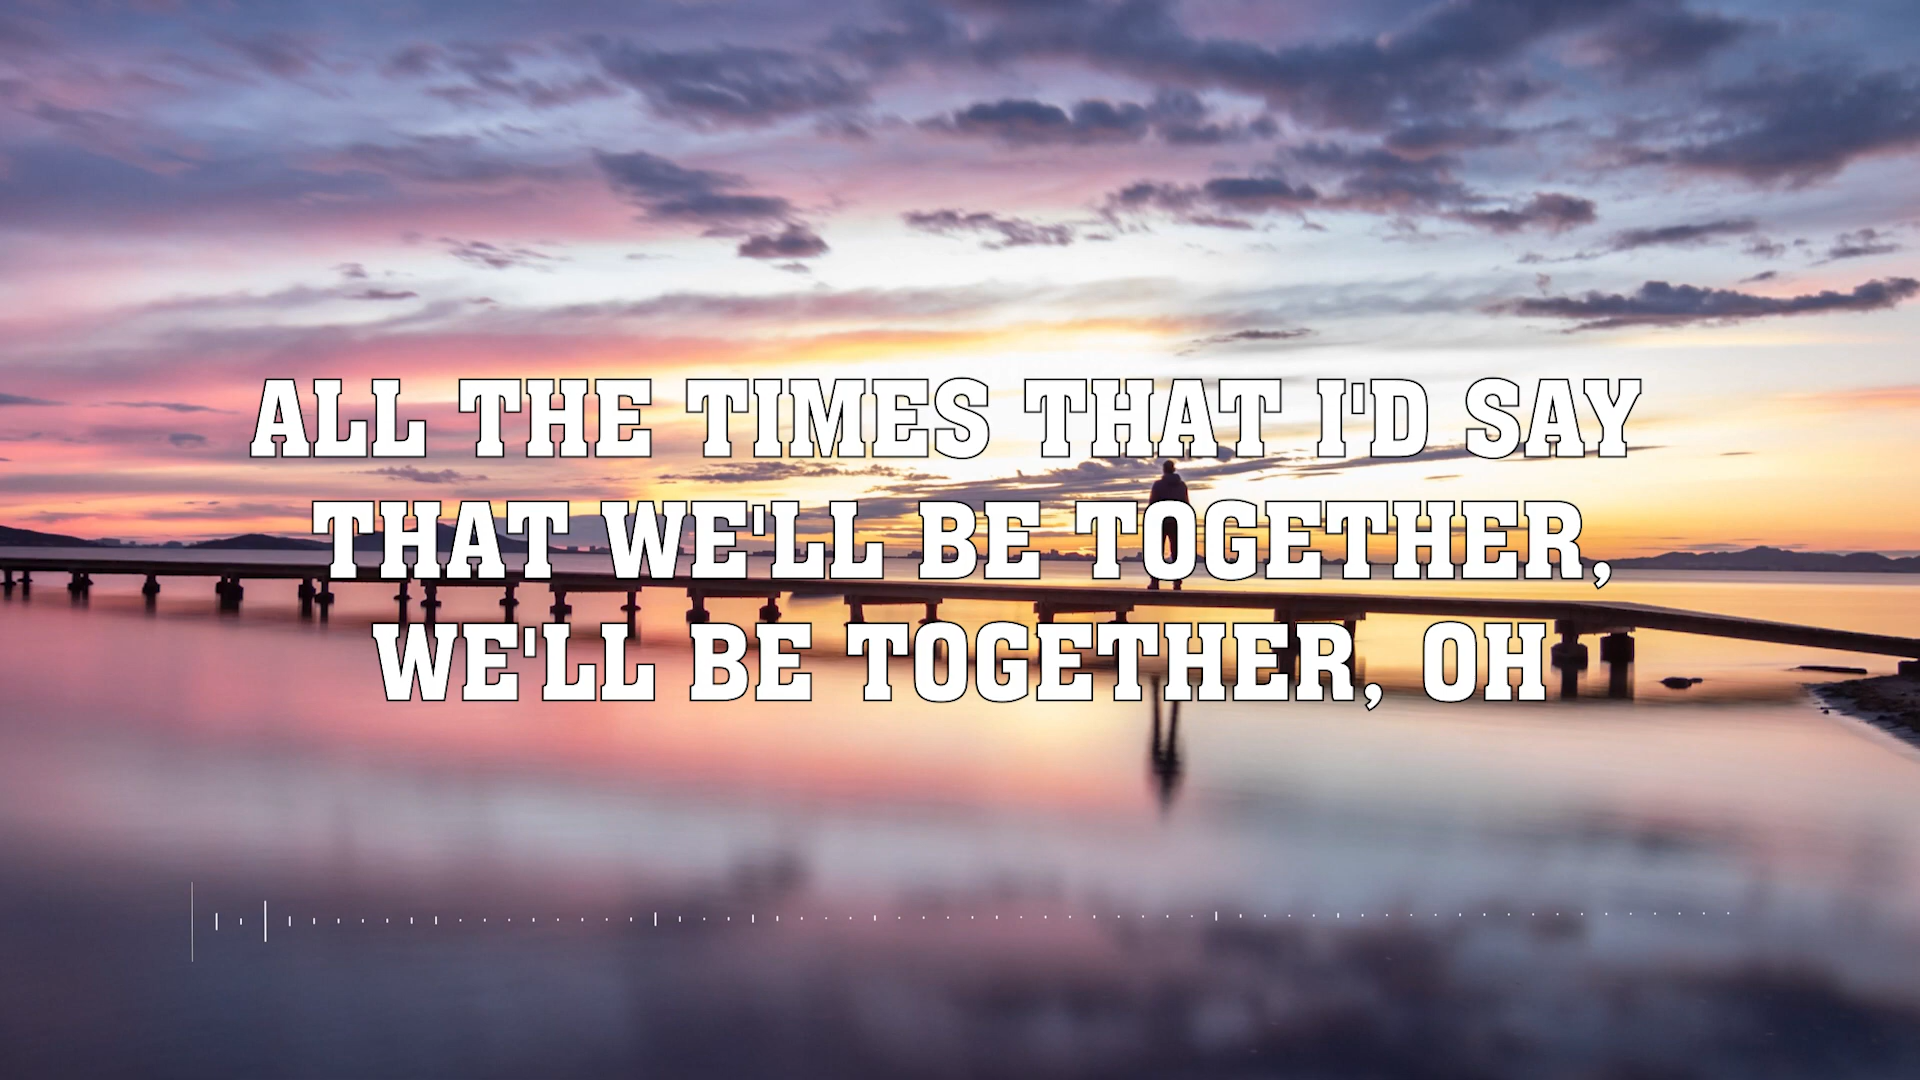 ALL THE TIMES THAT I'D SAY
THAT WE'LL BE TOGETHER,
WE'LL BE TOGETHER, OH